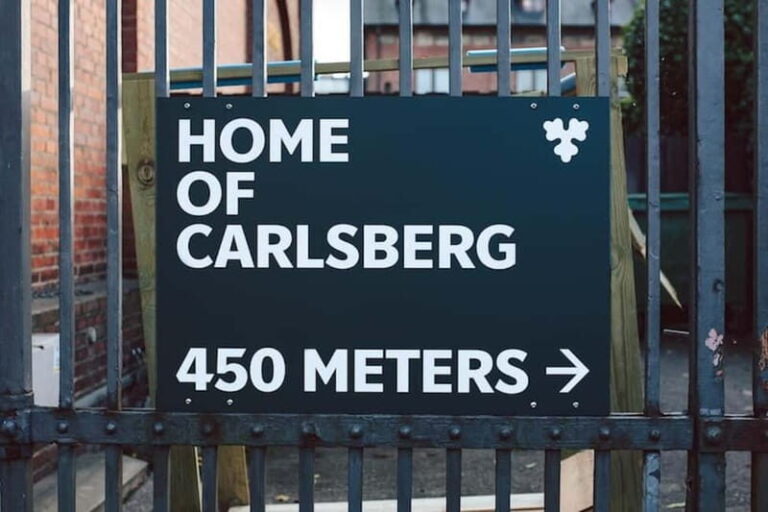 HOME
OF
CARLSBERG
450 METERS →